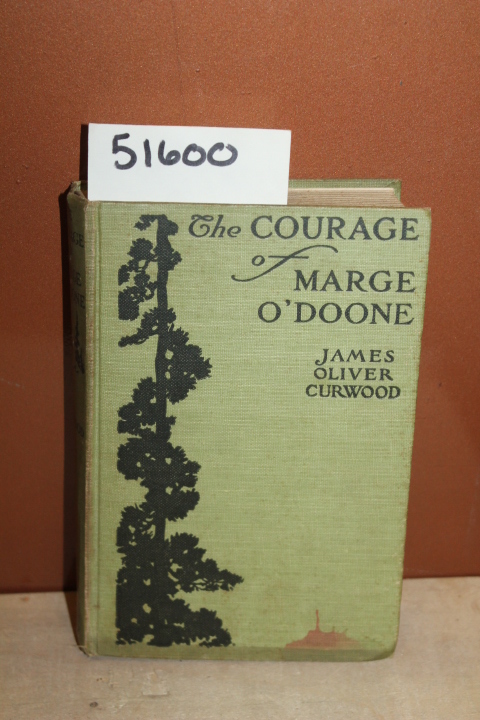 51600
The COURAGE
of
MARGE
O'DOONE
JAMES
OLIVER
CURWOOD